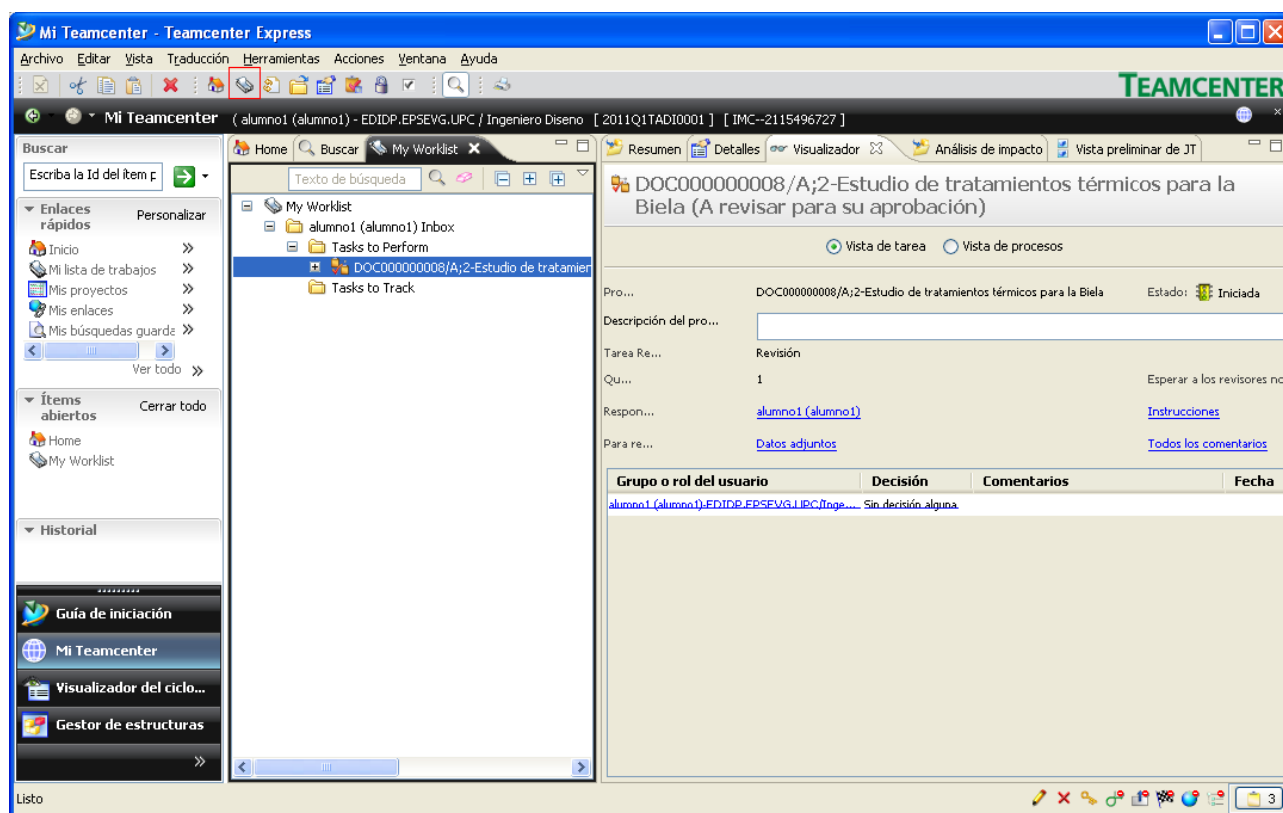 Mi Teamcenter - Teamcenter Express
Archivo Editar Vista Traducción Herramientas Acciones Ventana Ayuda
TEAMCENTER
Mi Teamcenter ( alumno1 (alumno1) - EDIDP.EPSEVG.UPC / Ingeniero Diseno [ 2011Q1TADI0001 ] [ IMC--2115496727 ]
Buscar
Escriba la Id del ítem p
Enlaces rápidos
Personalizar
Inicio
Mi lista de trabajos
Mis proyectos
Mis enlaces
Mis búsquedas guarda
Ver todo
Ítems abiertos
Cerrar todo
Home
My Worklist
Historial
Guía de iniciación
Mi Teamcenter
Visualizador del ciclo...
Gestor de estructuras
Home Buscar My Worklist
Texto de búsqueda
My Worklist
alumno1 (alumno1) Inbox
Tasks to Perform
DOC000000008/A;2-Estudio de tratamier
Tasks to Track
Resumen Detalles Visualizador Análisis de impacto Vista preliminar de JT
DOC000000008/A;2-Estudio de tratamientos térmicos para la
Biela (A revisar para su aprobación)
Vista de tarea Vista de procesos
Pro... DOC000000008/A;2-Estudio de tratamientos térmicos para la Biela Estado: Iniciada
Descripción del pro...
Tarea Re... Revisión
Qu... 1 Esperar a los revisores no
Respon... alumno1 (alumno1) Instrucciones
Para re... Datos adjuntos Todos los comentarios
Grupo o rol del usuario Decisión Comentarios Fecha
alumno1 (alumno1)-EDIDP.EPSEVG.UPC/Inge... Sin decisión alguna
Listo
3